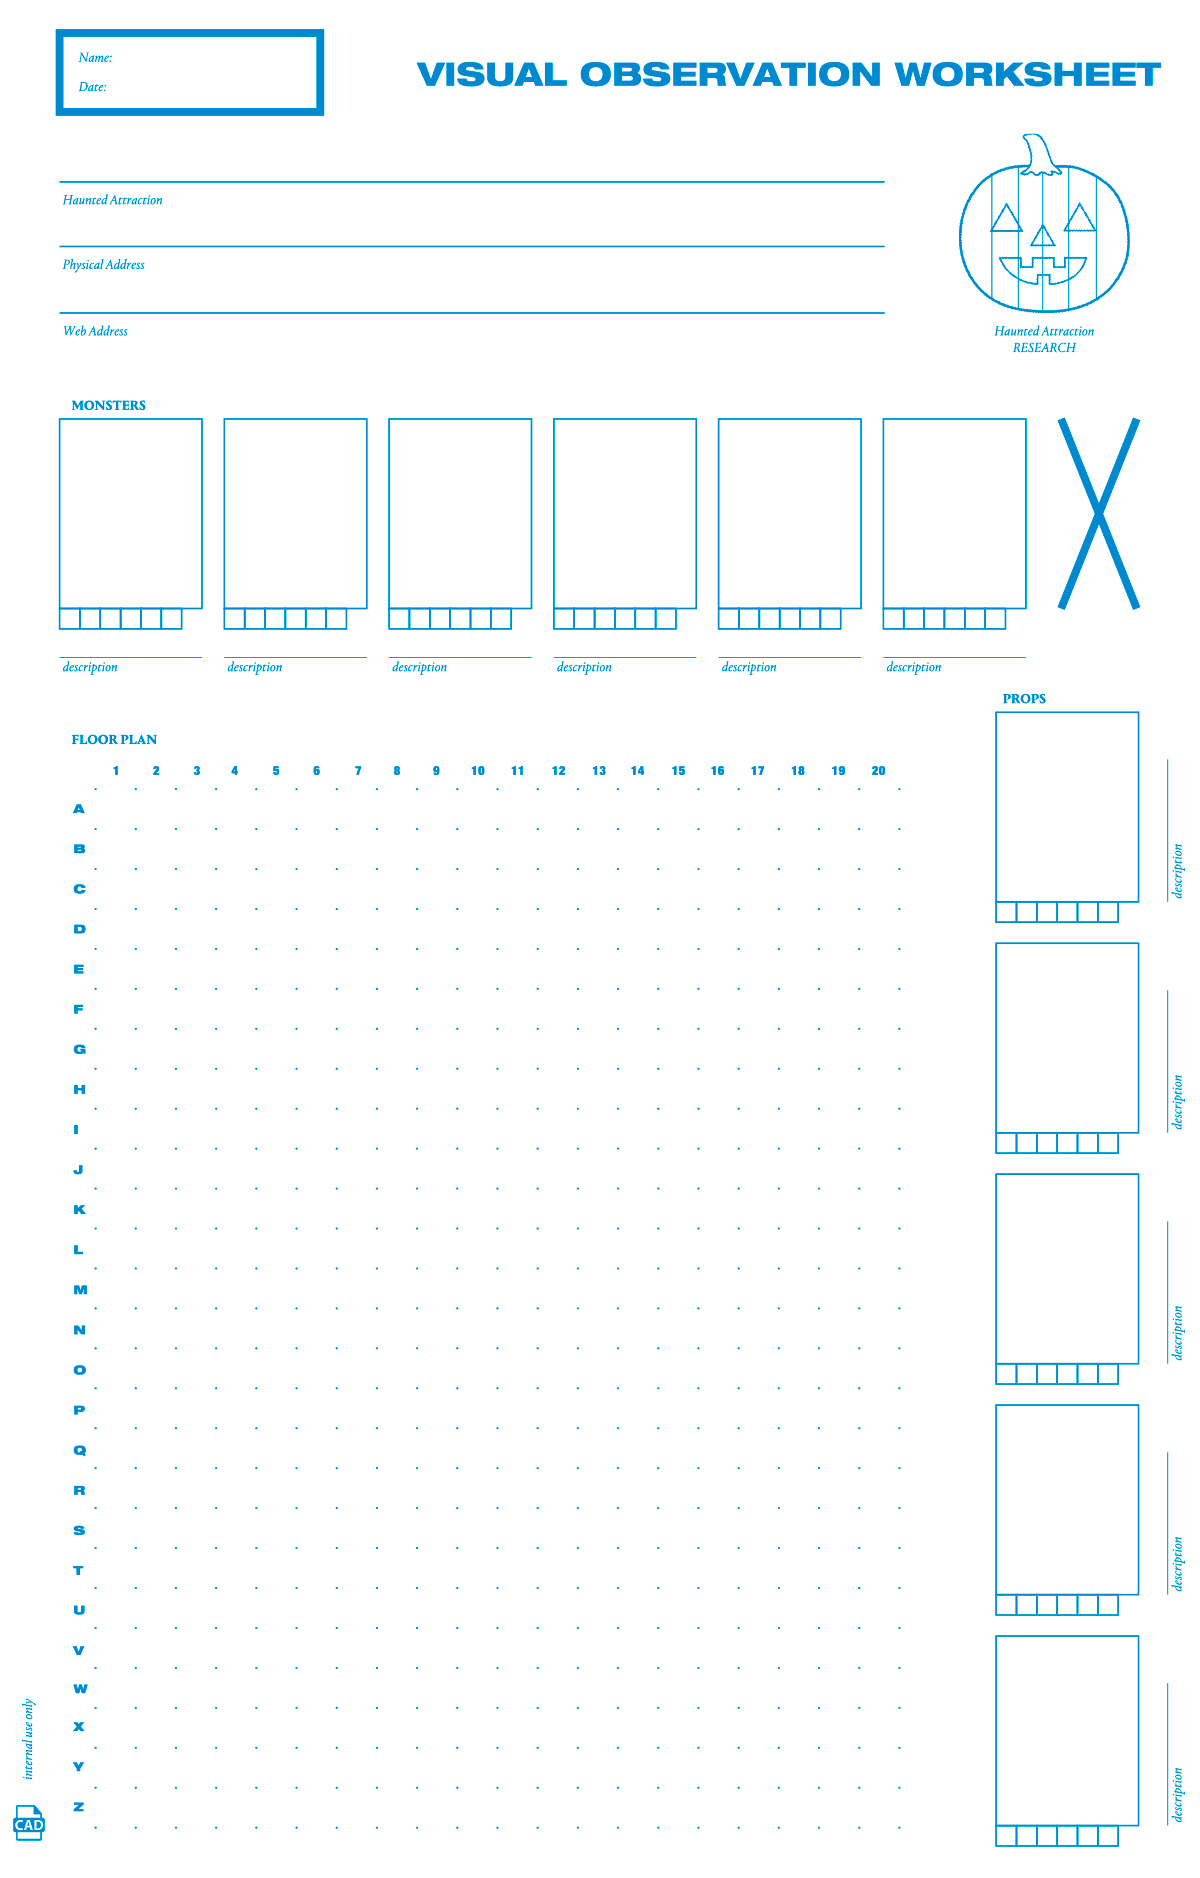 Name:
Date:
VISUAL OBSERVATION WORKSHEET
Haunted Attraction
Physical Address
Web Address
Haunted Attraction
RESEARCH
MONSTERS
description description description description description description
PROPS
description
description
description
description
description
FLOOR PLAN
1 2 3 4 5 6 7 8 9 10 11 12 13 14 15 16 17 18 19 20
A
B
C
D
E
F
G
H
I
J
K
L
M
N
O
P
Q
R
S
T
U
V
W
X
Y
Z
internal use only
CAD